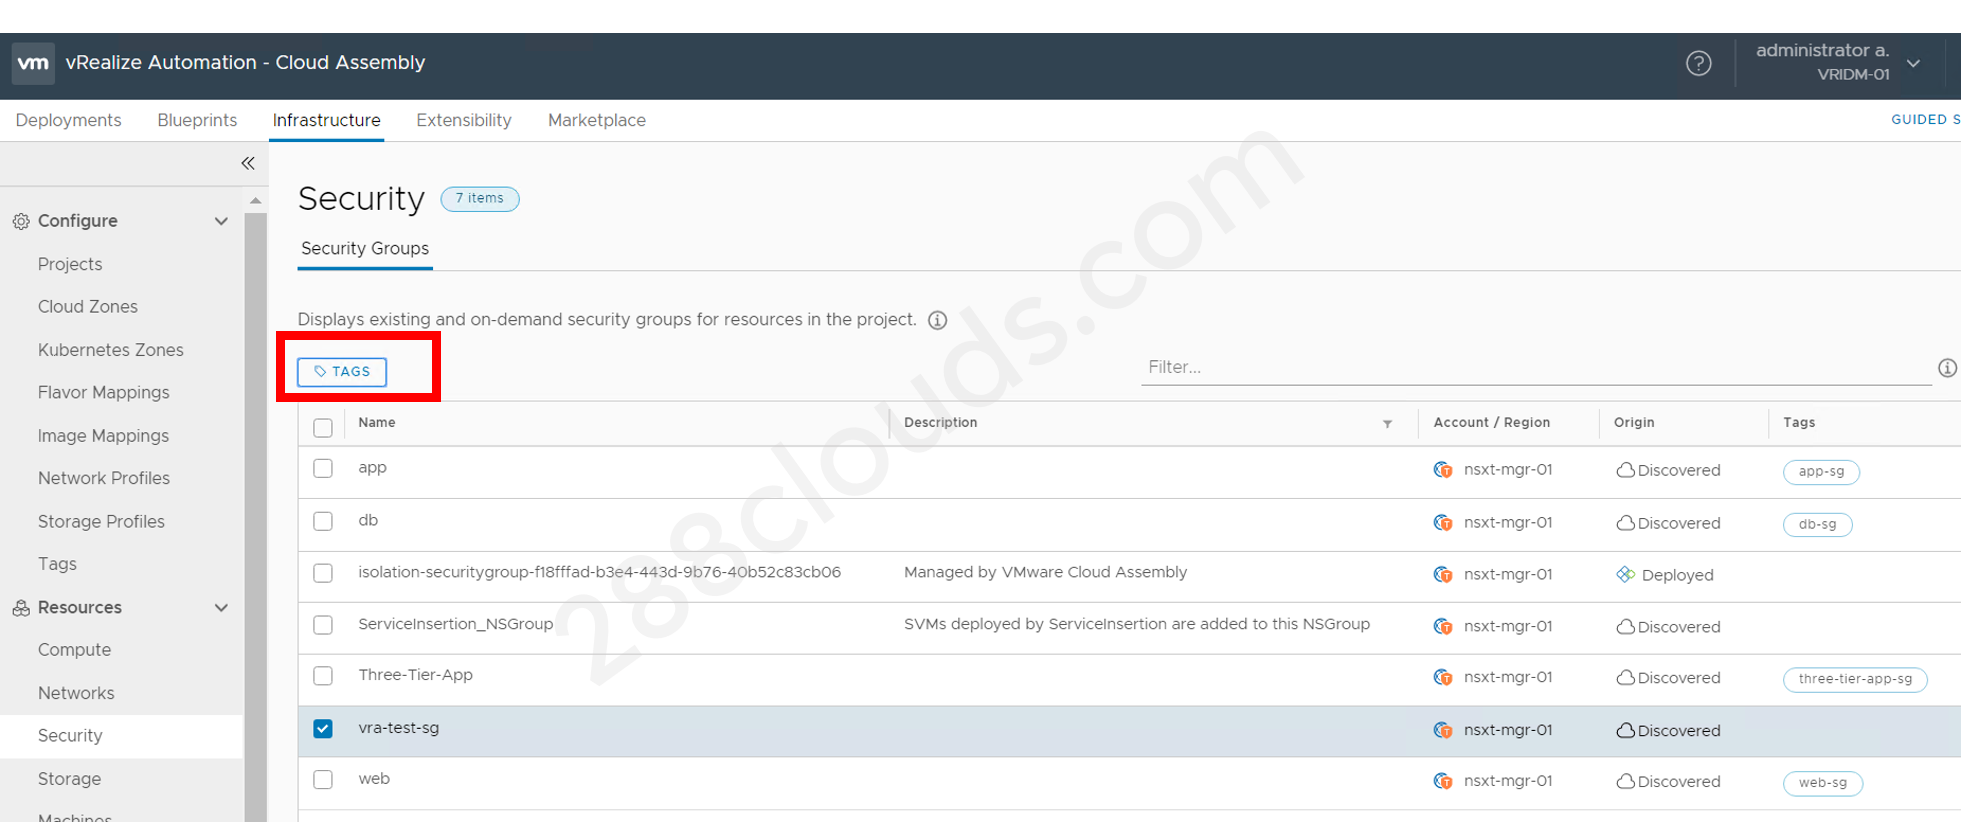 vm vRealize Automation - Cloud Assembly
administrator a.
VRIDM-01
Deployments Blueprints Infrastructure Extensibility Marketplace GUIDED S
Configure
Projects
Cloud Zones
Kubernetes Zones
Flavor Mappings
Image Mappings
Network Profiles
Storage Profiles
Tags
Resources
Compute
Networks
Security
Storage
Machines
Security 7 items
Security Groups
Displays existing and on-demand security groups for resources in the project.
TAGS
Filter...
Name Description Account / Region Origin Tags
app nsxt-mgr-01 Discovered app-sg
db nsxt-mgr-01 Discovered db-sg
isolation-securitygroup-f18fffad-b3e4-443d-9b76-40b52c83cb06 Managed by VMware Cloud Assembly nsxt-mgr-01 Deployed
ServiceInsertion_NSGroup SVMs deployed by ServiceInsertion are added to this NSGroup nsxt-mgr-01 Discovered
Three-Tier-App nsxt-mgr-01 Discovered three-tier-app-sg
vra-test-sg nsxt-mgr-01 Discovered
web nsxt-mgr-01 Discovered web-sg
288clouds.com